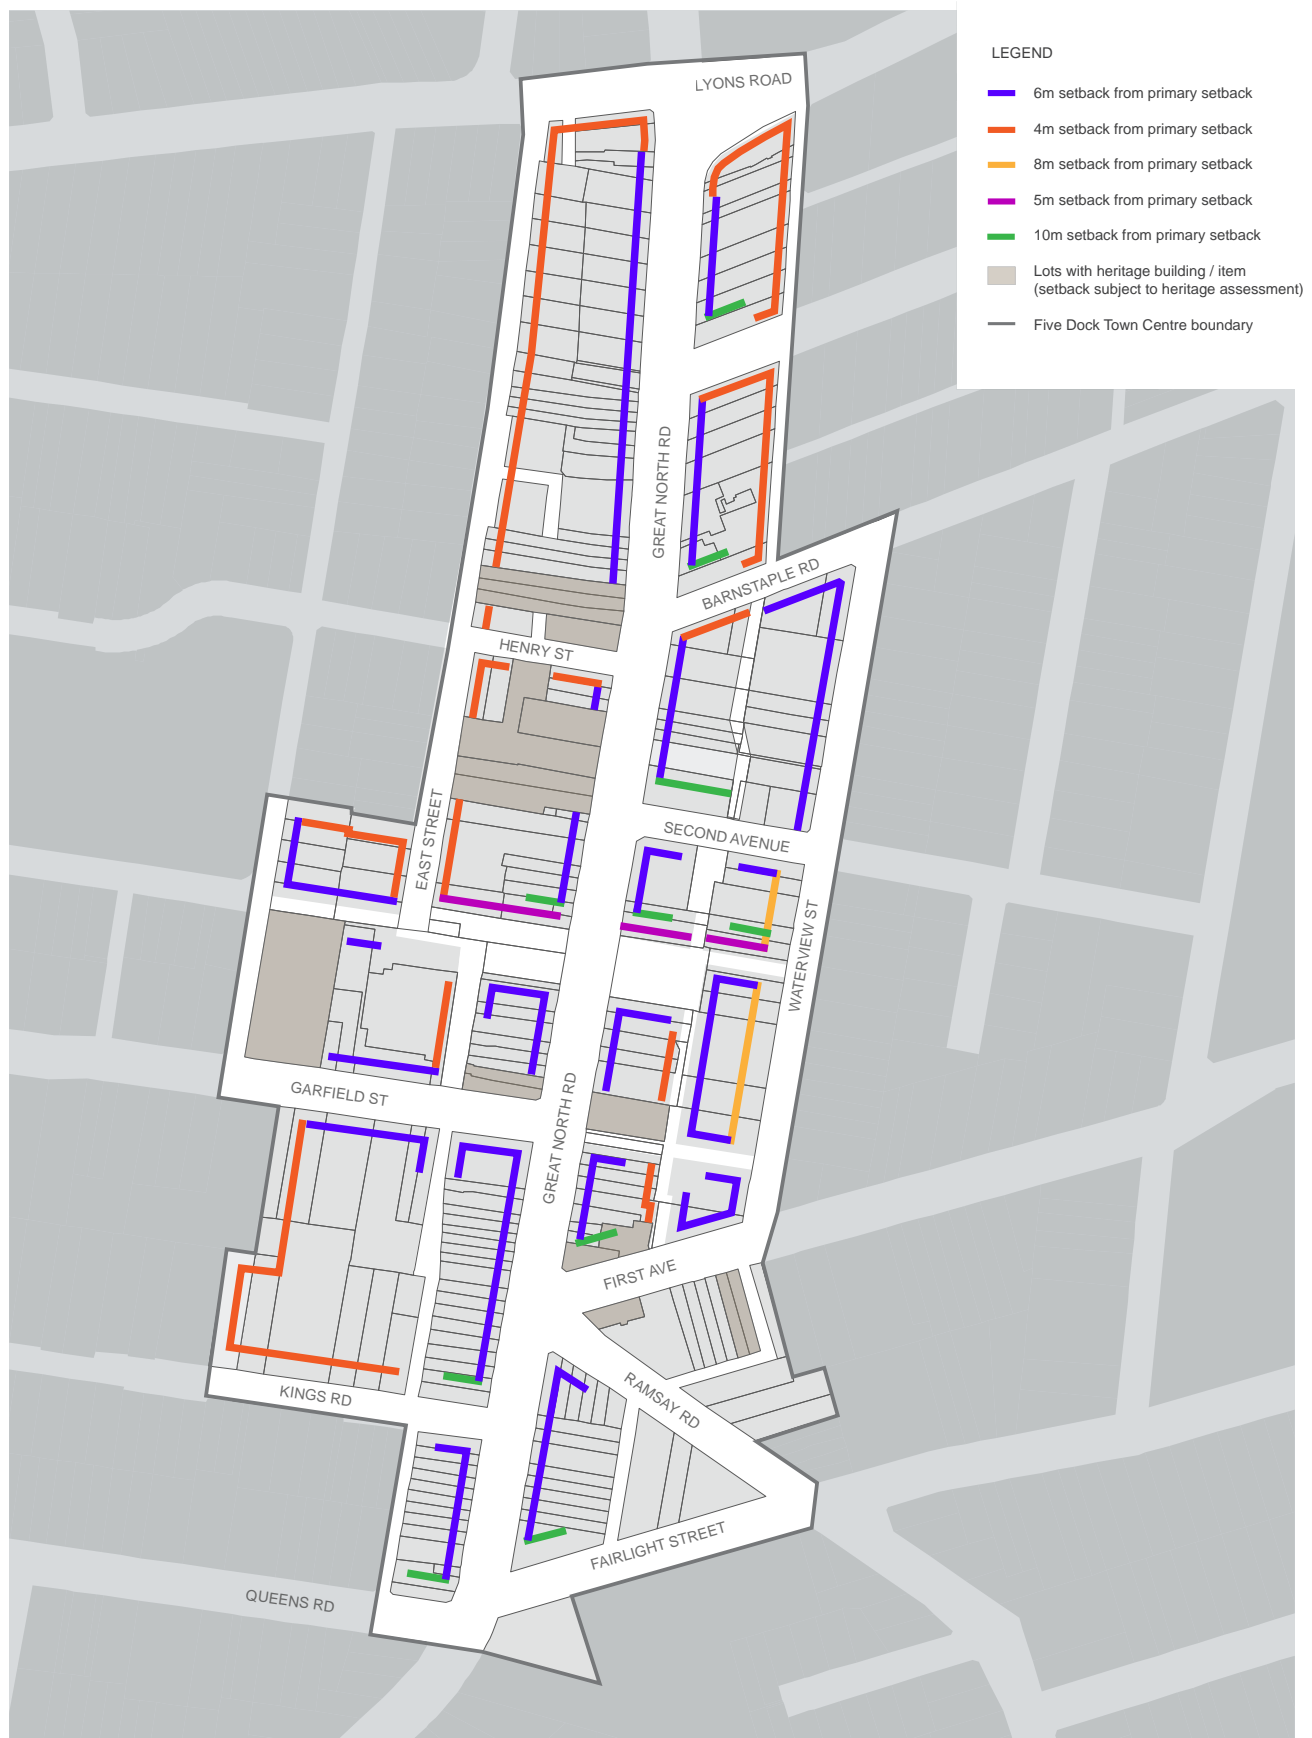 LEGEND
6m setback from primary setback
4m setback from primary setback
8m setback from primary setback
5m setback from primary setback
10m setback from primary setback
Lots with heritage building / item
(setback subject to heritage assessment)
Five Dock Town Centre boundary
LYONS ROAD
GREAT NORTH RD
BARNSTAPLE RD
HENRY ST
EAST STREET
SECOND AVENUE
WATERVIEW ST
GARFIELD ST
GREAT NORTH RD
FIRST AVE
RAMSAY RD
KINGS RD
FAIRLIGHT STREET
QUEENS RD